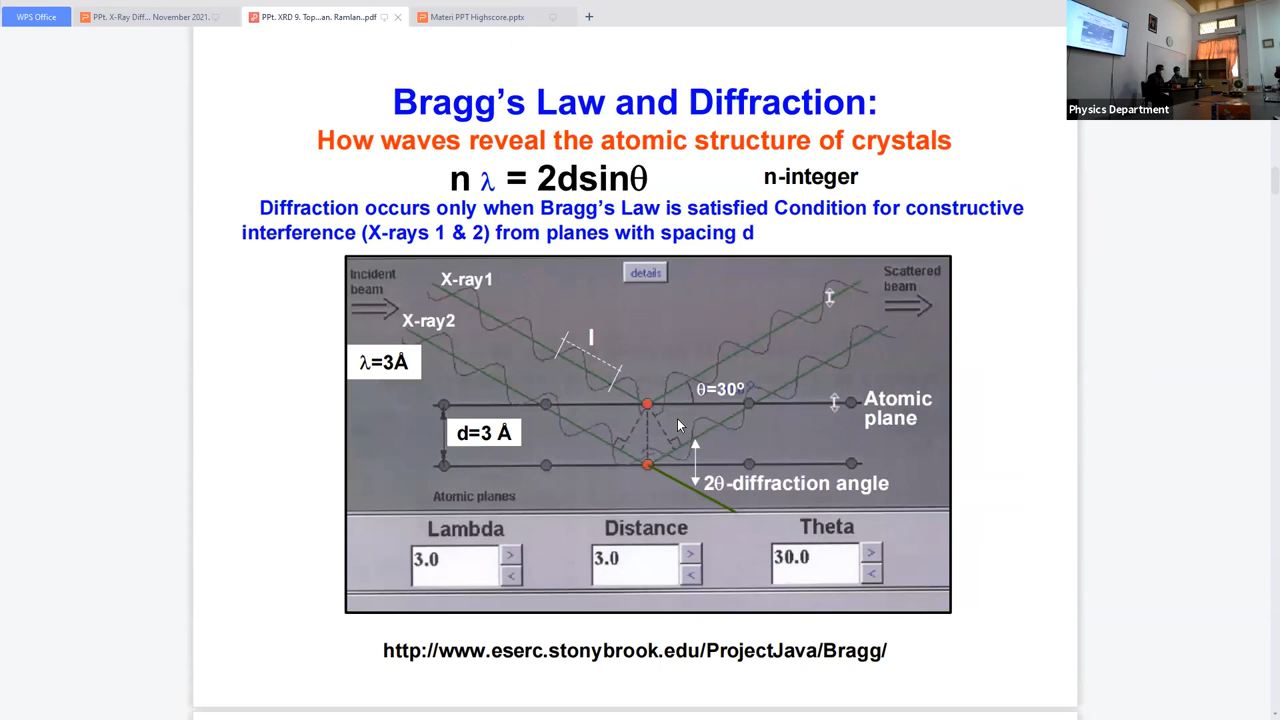 WPS Office
PPt. X-Ray Diff... November 2021.
PPt. XRD 9. Top...an. Ramlan..pdf
Materi PPT Highscore.pptx
Physics Department
Bragg’s Law and Diffraction:
How waves reveal the atomic structure of crystals
n λ = 2dsinθ
n-integer
Diffraction occurs only when Bragg’s Law is satisfied Condition for constructive
interference (X-rays 1 & 2) from planes with spacing d
Incident
beam
X-ray1
details
Scattered
beam
X-ray2
l
λ=3Å
θ=30º
Atomic
plane
d=3 Å
2θ-diffraction angle
Atomic planes
Lambda
Distance
Theta
3.0
3.0
30.0
http://www.eserc.stonybrook.edu/ProjectJava/Bragg/